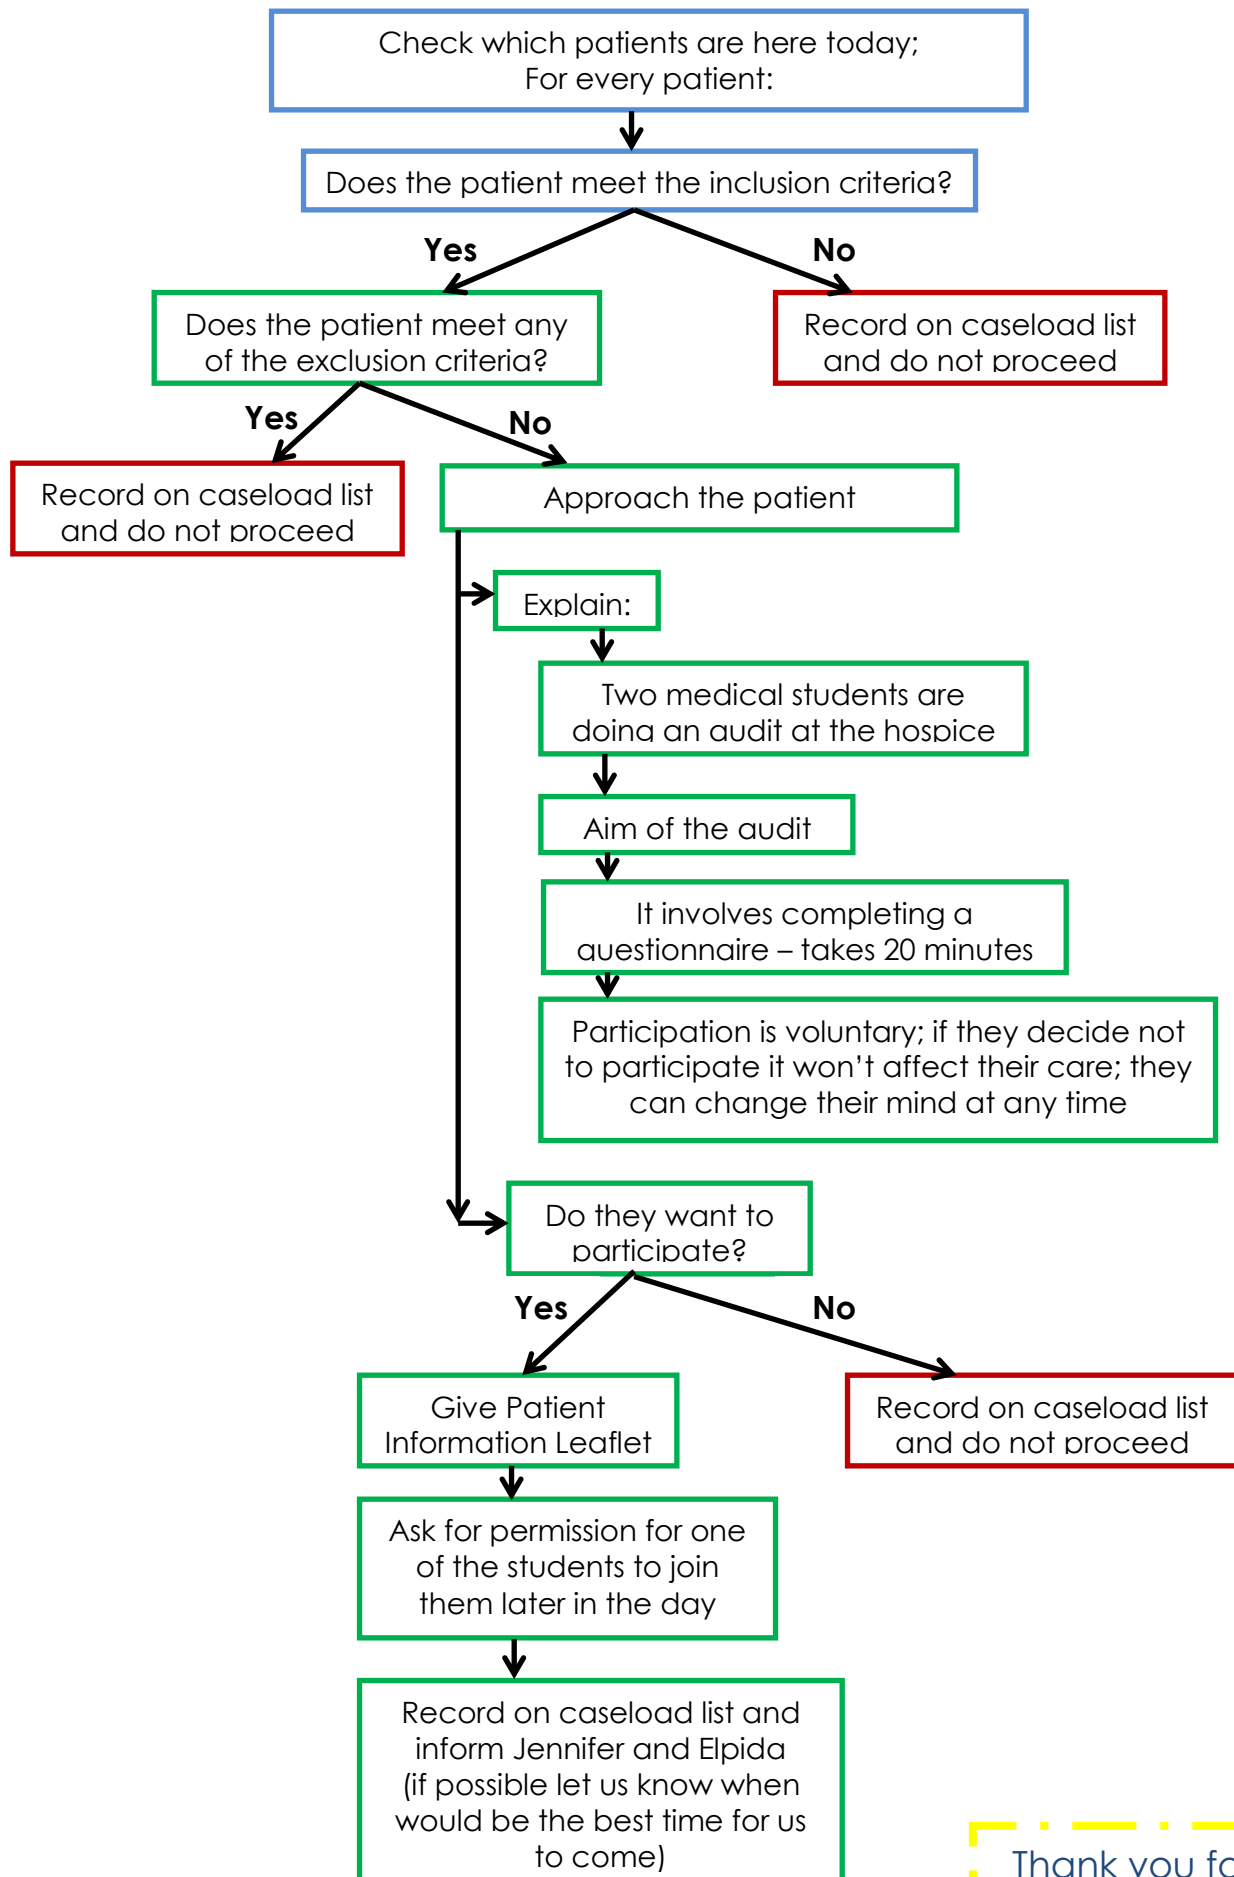 Check which patients are here today;
For every patient:
Does the patient meet the inclusion criteria?
Yes
No
Does the patient meet any
of the exclusion criteria?
Record on caseload list
and do not proceed
Yes
No
Record on caseload list
and do not proceed
Approach the patient
Explain:
Two medical students are
doing an audit at the hospice
Aim of the audit
It involves completing a
questionnaire – takes 20 minutes
Participation is voluntary; if they decide not
to participate it won’t affect their care; they
can change their mind at any time
Do they want to
participate?
Yes
No
Give Patient
Information Leaflet
Record on caseload list
and do not proceed
Ask for permission for one
of the students to join
them later in the day
Record on caseload list and
inform Jennifer and Elpida
(if possible let us know when
would be the best time for us
to come)
Thank you